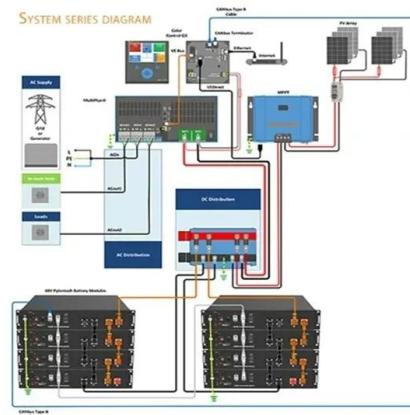 SYSTEM SERIES DIAGRAM
CANbus Type B
Cable
PV Array
Color
Control GX
CANbus Terminator
VE Bus
Ethernet
Internet
AC Supply
MultiPlus-II
VE.Direct
MPPT
Grid
or
Generator
L
PE
N
ACin
ACout1
Loads
ACout2
DC Distribution
AC Distribution
48V Pylontech Battery Modules
CANbus Type B